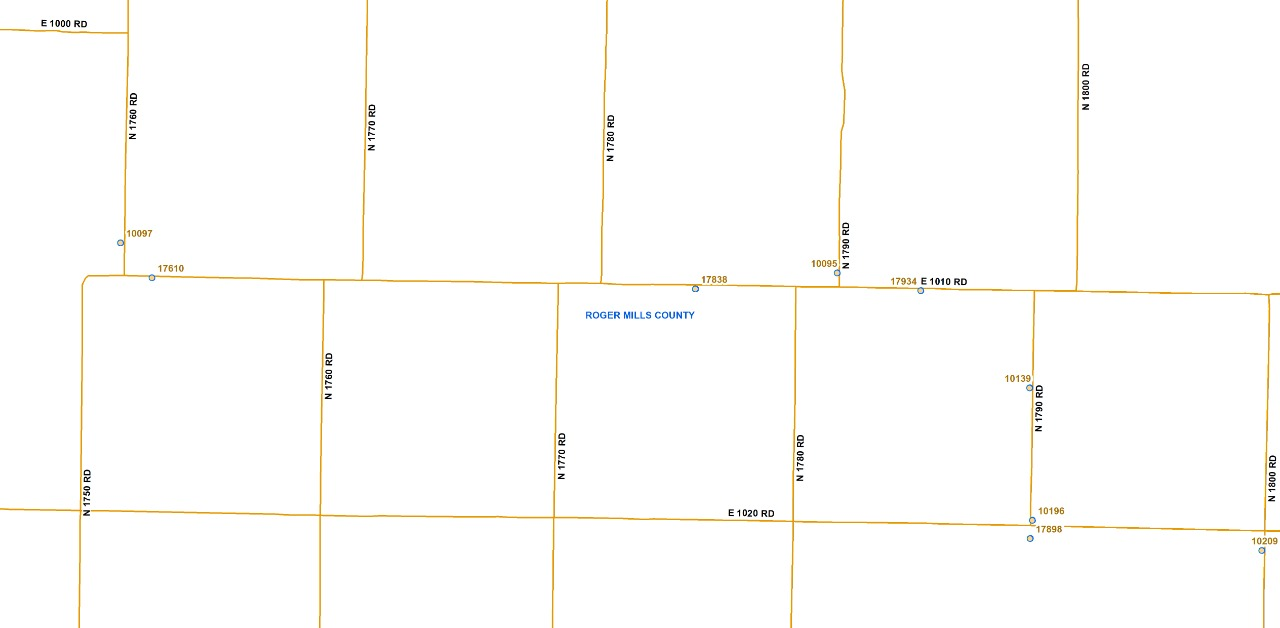 E 1000 RD
N 1760 RD
N 1770 RD
N 1780 RD
N 1800 RD
10097
17610
N 1790 RD
10095
17838
17934
E 1010 RD
ROGER MILLS COUNTY
N 1760 RD
10139
N 1790 RD
N 1770 RD
N 1780 RD
N 1750 RD
N 1800 RD
E 1020 RD
10196
17898
10209